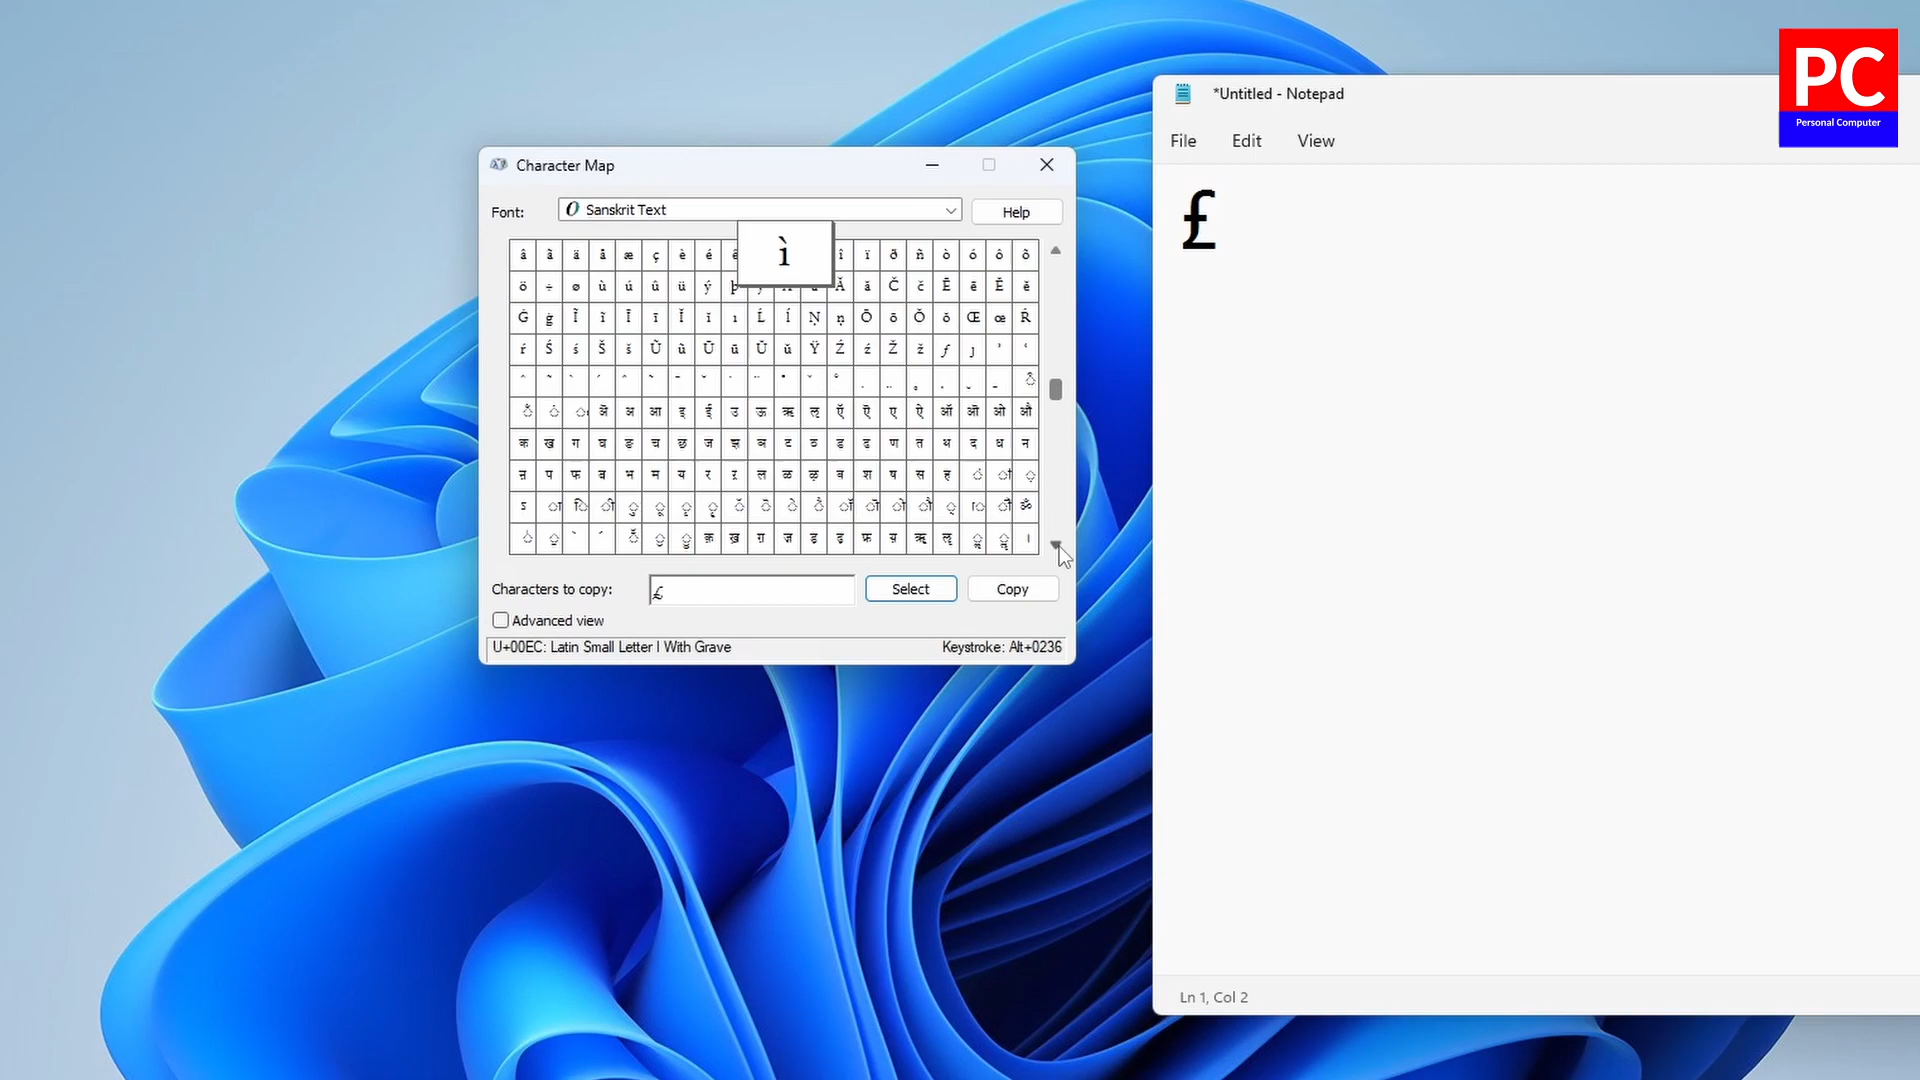 PC
Personal Computer
*Untitled - Notepad
File Edit View
£
Ln 1, Col 2
Character Map
Font: Sanskrit Text Help
ì
â ã ä å æ ç è é î ï ð ñ ò ó ô õ
ö ÷ ø ù ú û ü ý Ă ă Č č Ē ē Ĕ ĕ
Ġ ġ Ĩ ĩ Ī ī Ĭ ĭ ı Ĺ ĺ Ņ ņ Ō ō Ŏ ŏ Œ œ Ŕ
ŕ Ś ś Š š Ũ ũ Ū ū Ŭ ŭ Ÿ Ź ź Ž ž ƒ ȷ ʼ ʽ
ऄ अ आ इ ई उ ऊ ऋ ऌ ऍ ऎ ए ऐ ऑ ऒ ओ औ
क ख ग घ ङ च छ ज झ ञ ट ठ ड ढ ण त थ द ध न
ऩ प फ ब भ म य र ऱ ल ळ ऴ व श ष स ह
ऽ ा ि ी ु ू ृ ॄ ॅ ॆ े ै ॉ ॊ ो ौ ् ॐ
क़ ख़ ग़ ज़ ड़ ढ़ फ़ य़ ॠ ॡ ॢ ॣ ।
Characters to copy: £ Select Copy
Advanced view
U+00EC: Latin Small Letter I With Grave Keystroke: Alt+0236